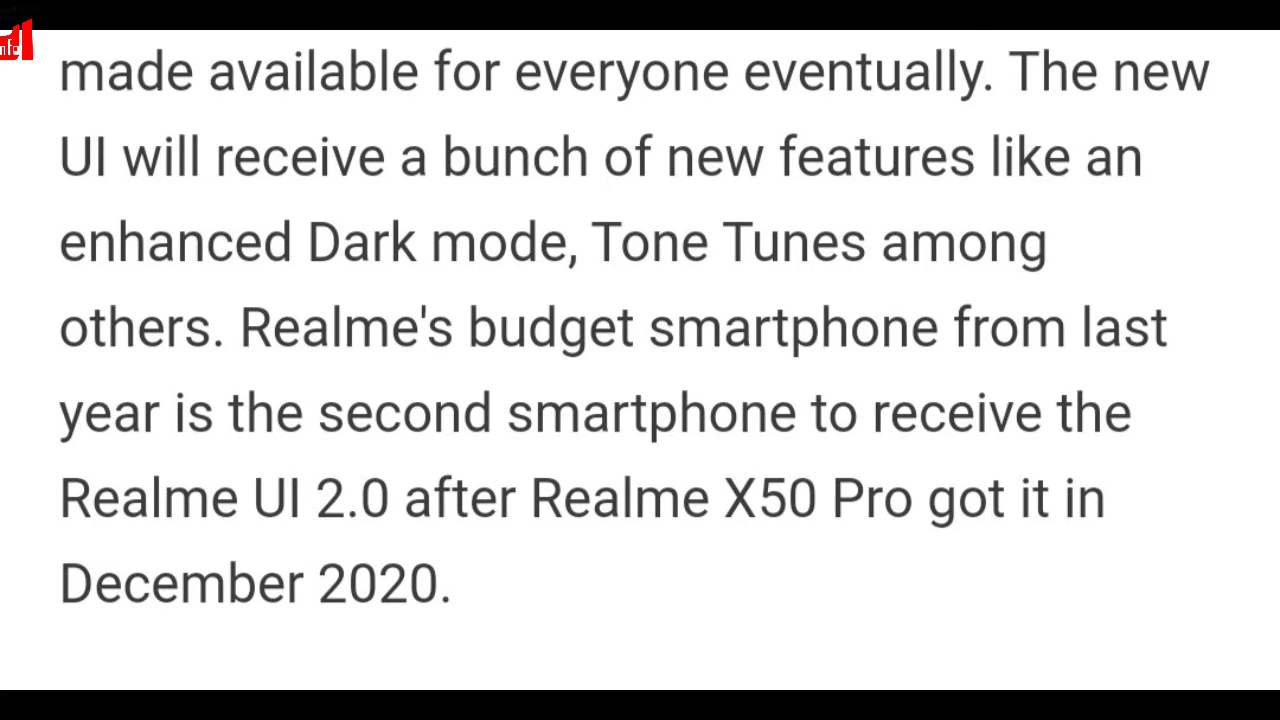 nfo
made available for everyone eventually. The new
UI will receive a bunch of new features like an
enhanced Dark mode, Tone Tunes among
others. Realme's budget smartphone from last
year is the second smartphone to receive the
Realme UI 2.0 after Realme X50 Pro got it in
December 2020.